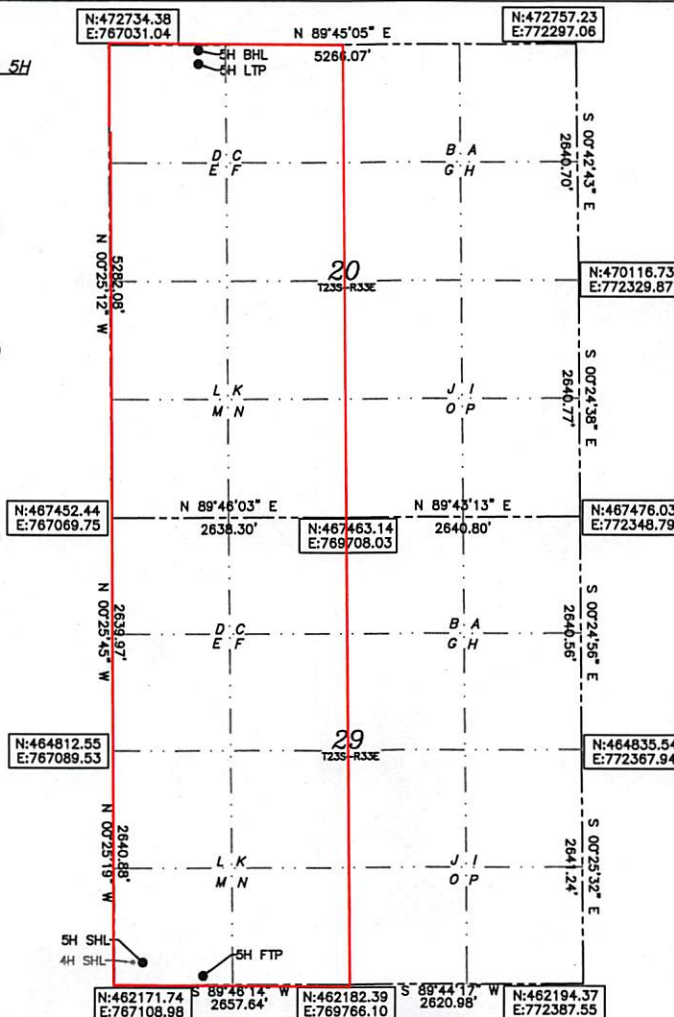 N:472734.38
E:767031.04
N 89°45'05" E
5266.07'
N:472757.23
E:772297.06
5H
5H BHL
5H LTP
S 00°42'43" E
2640.70'
D C
E F
B A
G H
N 00°25'12" W
5282.08'
20
T23S-R33E
N:470116.73
E:772329.87
S 00°24'38" E
2640.77'
L K
M N
J I
O P
N:467452.44
E:767069.75
N 89°46'03" E
2638.30'
N:467463.14
E:769708.03
N 89°43'13" E
2640.80'
N:467476.03
E:772348.79
N 00°25'45" W
2639.97'
D C
E F
B A
G H
S 00°24'56" E
2640.56'
29
T23S-R33E
N:464812.55
E:767089.53
N:464835.54
E:772367.94
N 00°25'19" W
2640.88'
L K
M N
J I
O P
S 00°25'32" E
2641.24'
5H SHL
4H SHL
5H FTP
N:462171.74
E:767108.98
S 89°46'14" W
2657.64'
N:462182.39
E:769766.10
S 89°44'17" W
2620.98'
N:462194.37
E:772387.55